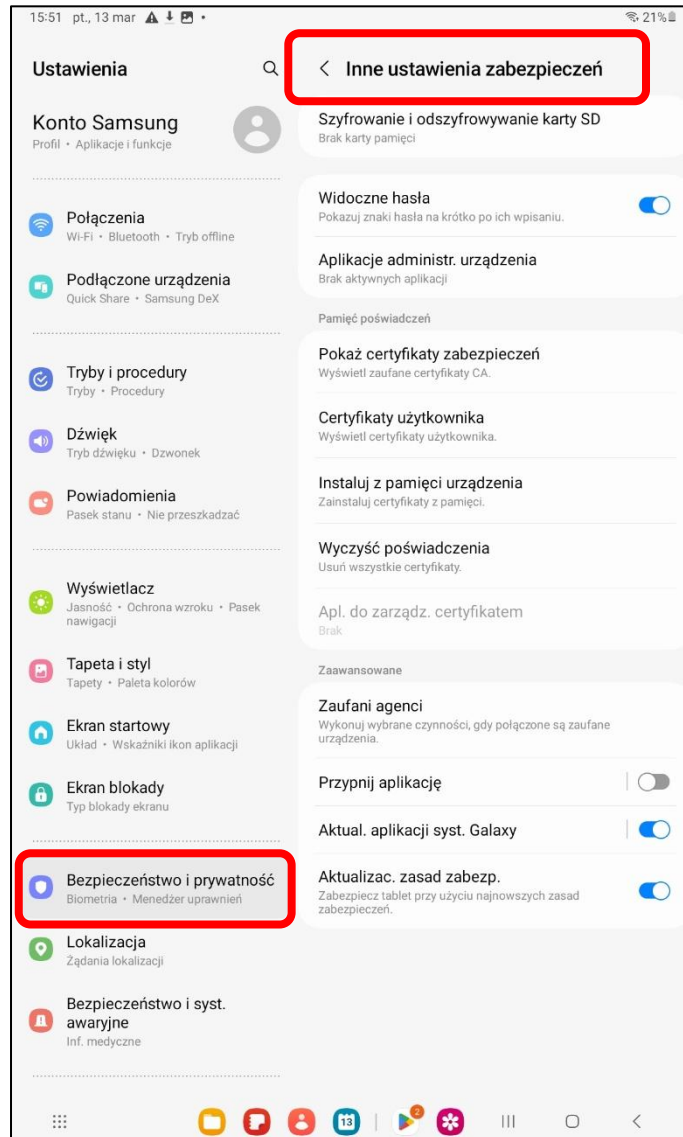 15:51 pt., 13 mar
21%
Ustawienia
Konto Samsung
Profil • Aplikacje i funkcje
Połączenia
Wi-Fi • Bluetooth • Tryb offline
Podłączone urządzenia
Quick Share • Samsung DeX
Tryby i procedury
Tryby • Procedury
Dźwięk
Tryb dźwięku • Dzwonek
Powiadomienia
Pasek stanu • Nie przeszkadzać
Wyświetlacz
Jasność • Ochrona wzroku • Pasek
nawigacji
Tapeta i styl
Tapety • Paleta kolorów
Ekran startowy
Układ • Wskaźniki ikon aplikacji
Ekran blokady
Typ blokady ekranu
Bezpieczeństwo i prywatność
Biometria • Menedżer uprawnień
Lokalizacja
Żądania lokalizacji
Bezpieczeństwo i syst.
awaryjne
Inf. medyczne
Inne ustawienia zabezpieczeń
Szyfrowanie i odszyfrowywanie karty SD
Brak karty pamięci
Widoczne hasła
Pokazuj znaki hasła na krótko po ich wpisaniu.
Aplikacje administr. urządzenia
Brak aktywnych aplikacji
Pamięć poświadczeń
Pokaż certyfikaty zabezpieczeń
Wyświetl zaufane certyfikaty CA.
Certyfikaty użytkownika
Wyświetl certyfikaty użytkownika.
Instaluj z pamięci urządzenia
Zainstaluj certyfikaty z pamięci.
Wyczyść poświadczenia
Usuń wszystkie certyfikaty.
Apl. do zarządz. certyfikatem
Brak
Zaawansowane
Zaufani agenci
Wykonuj wybrane czynności, gdy połączone są zaufane
urządzenia.
Przypnij aplikację
Aktual. aplikacji syst. Galaxy
Aktualizac. zasad zabezp.
Zabezpiecz tablet przy użyciu najnowszych zasad
zabezpieczeń.
13
2